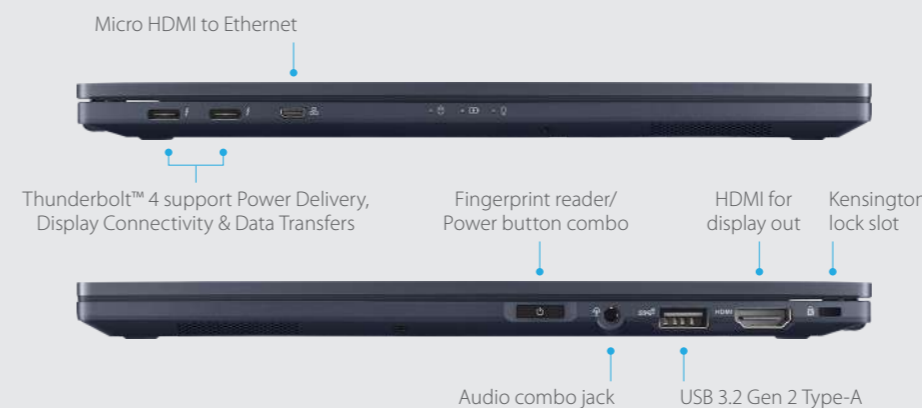 Micro HDMI to Ethernet
Thunderbolt™ 4 support Power Delivery,
Display Connectivity & Data Transfers
Fingerprint reader/
Power button combo
HDMI for
display out
Kensington
lock slot
HDMI
Audio combo jack
USB 3.2 Gen 2 Type-A